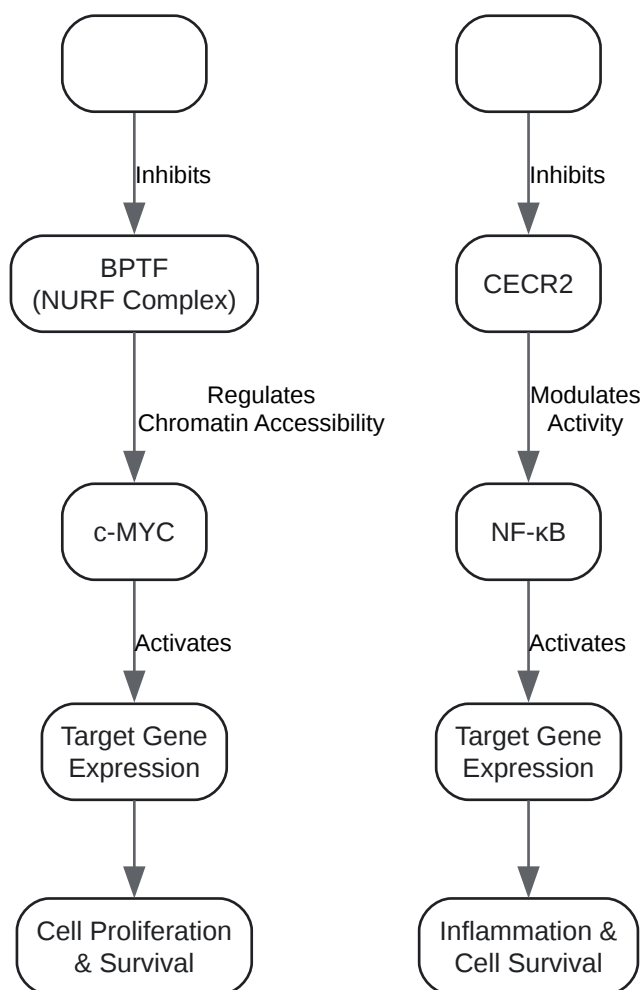 Inhibits
BPTF
(NURF Complex)
Regulates
Chromatin Accessibility
c-MYC
Activates
Target Gene
Expression
Cell Proliferation
& Survival
Inhibits
CECR2
Modulates
Activity
NF-κB
Activates
Target Gene
Expression
Inflammation &
Cell Survival